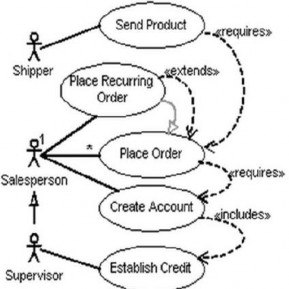 Send Product
«requires»
Shipper
Place Recurring
Order
«extends»
1
*
Place Order
Salesperson
«requires»
Create Account
«includes»
Supervisor
Establish Credit